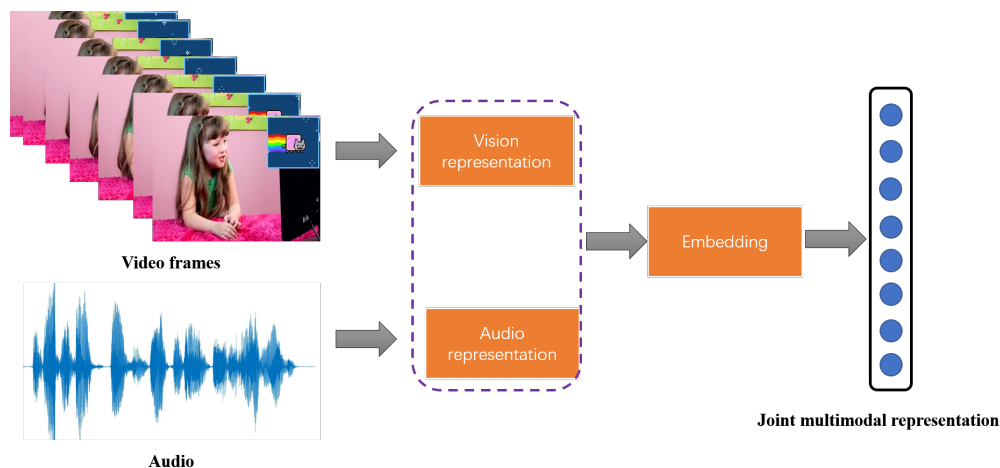 Video frames
Vision
representation
Embedding
Audio
representation
Joint multimodal representation
Audio